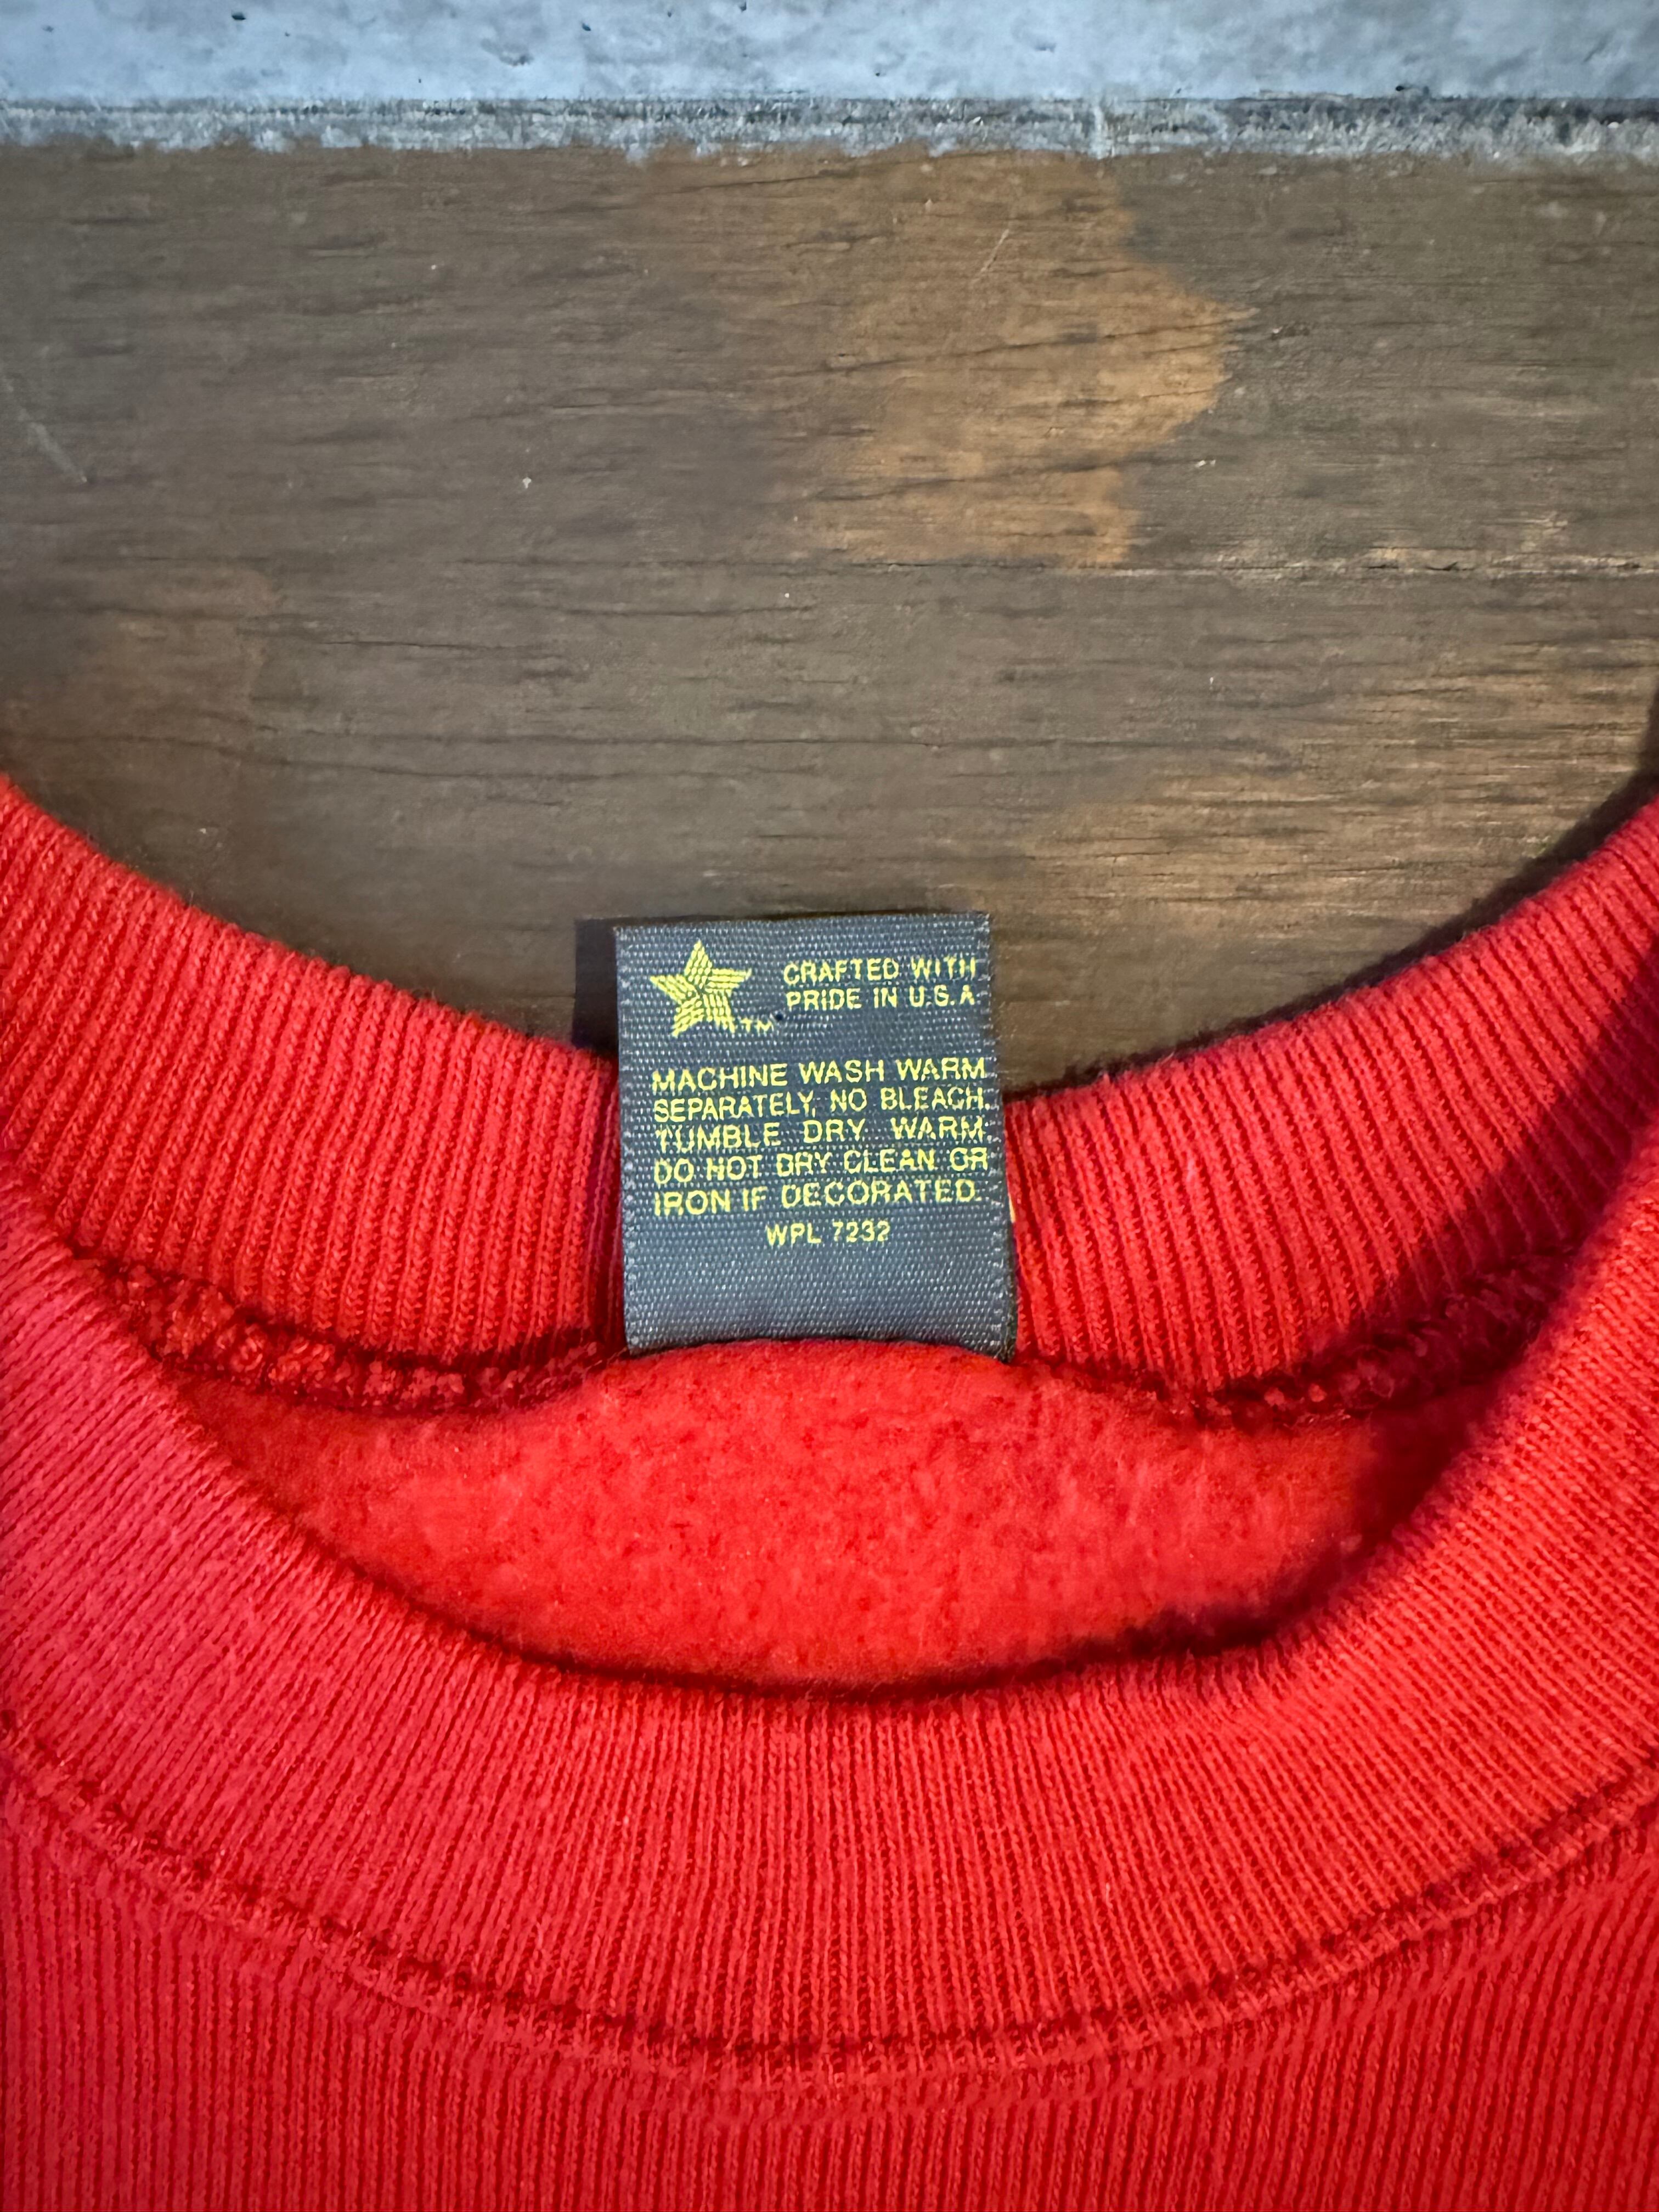 CRAFTED WITH
PRIDE IN U.S.A
TM
MACHINE WASH WARM
SEPARATELY, NO BLEACH.
TUMBLE DRY WARM.
DO NOT DRY CLEAN OR
IRON IF DECORATED.
WPL 7232